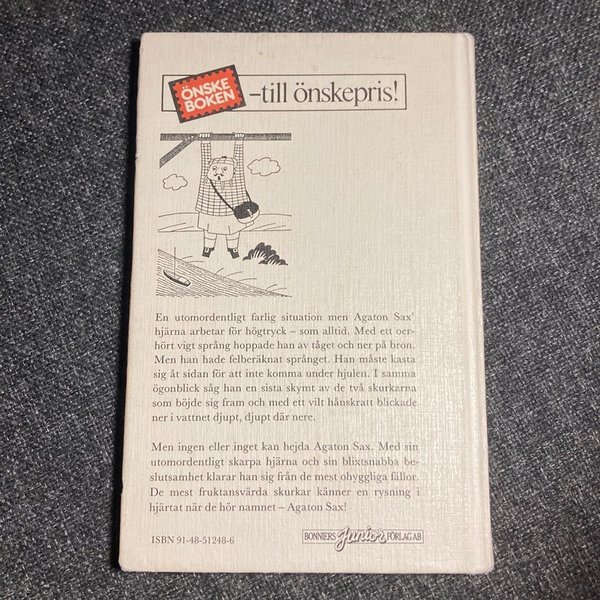 ÖNSKE
BOKEN
–till önskepris!
En utomordentligt farlig situation men Agaton Sax'
hjärna arbetar för högtryck – som alltid. Med ett oer-
hört vigt språng hoppade han av tåget och ner på bron.
Men han hade felberäknat språnget. Han måste kasta
sig åt sidan för att inte komma under hjulen. I samma
ögonblick såg han en sista skymt av de två skurkarna
som böjde sig fram och med ett vilt hånskratt blickade
ner i vattnet djupt, djupt där nere.
Men ingen eller inget kan hejda Agaton Sax. Med sin
utomordentligt skarpa hjärna och sin blixtsnabba be-
slutsamhet klarar han sig från de mest ohyggliga fällor.
De mest fruktansvärda skurkar känner en rysning i
hjärtat när de hör namnet – Agaton Sax!
ISBN 91-48-51248-6
BONNIERS Junior FÖRLAG AB